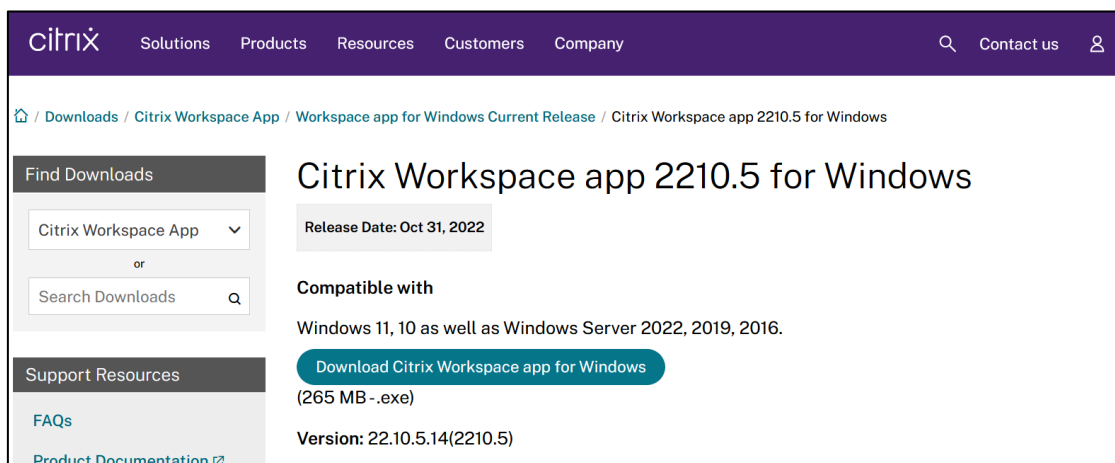 citrix Solutions Products Resources Customers Company Contact us
/ Downloads / Citrix Workspace App / Workspace app for Windows Current Release / Citrix Workspace app 2210.5 for Windows
Find Downloads
Citrix Workspace App
or
Search Downloads
Support Resources
FAQs
Product Documentation
Citrix Workspace app 2210.5 for Windows
Release Date: Oct 31, 2022
Compatible with
Windows 11, 10 as well as Windows Server 2022, 2019, 2016.
Download Citrix Workspace app for Windows
(265 MB - .exe)
Version: 22.10.5.14(2210.5)